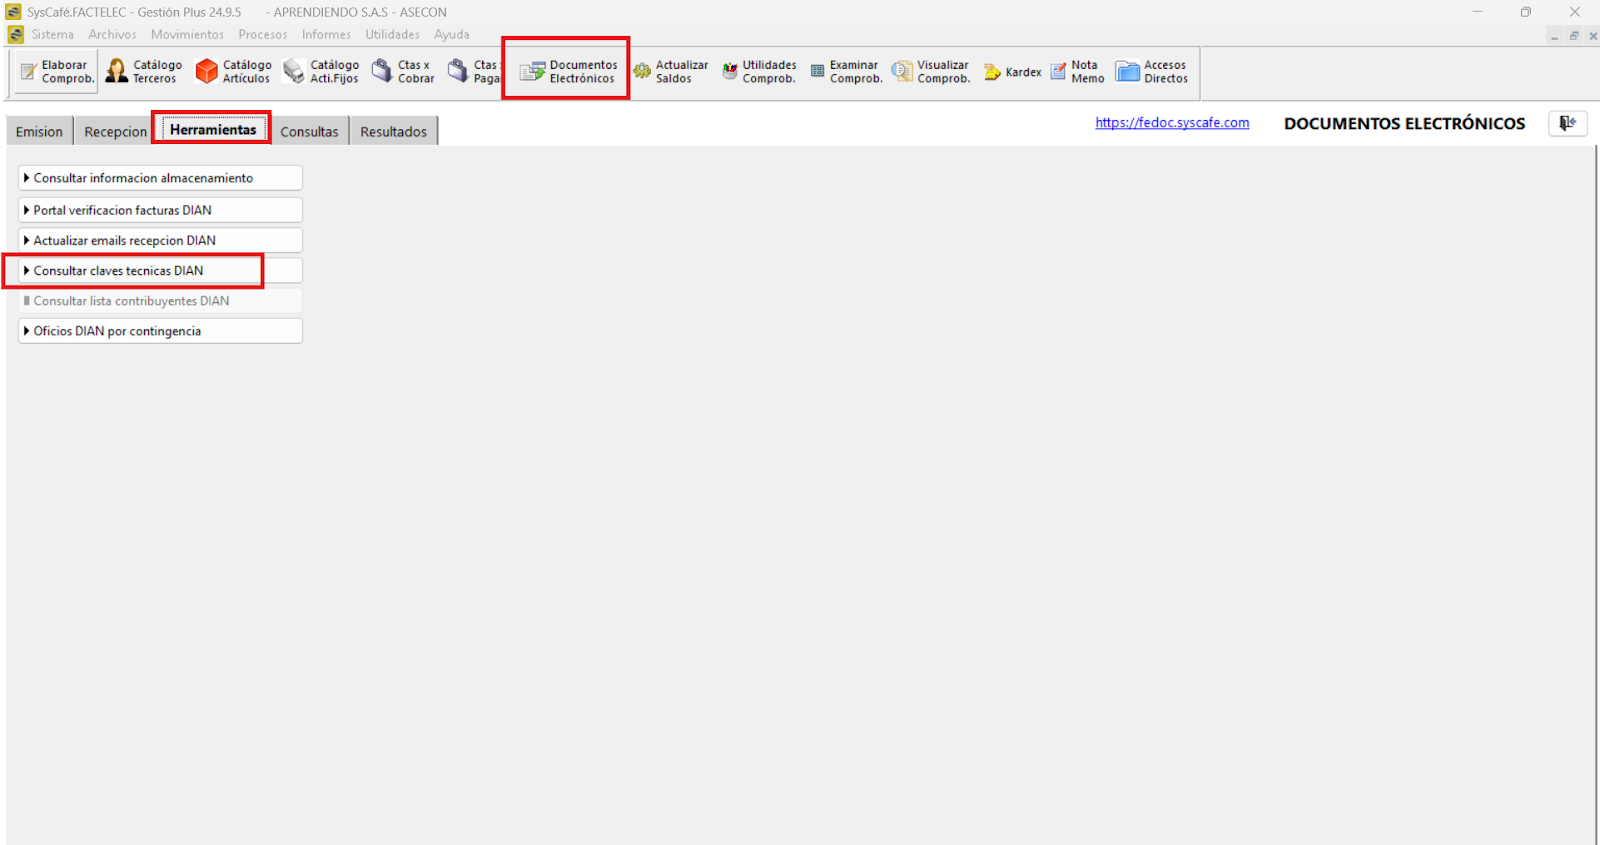 SysCafé.FACTELEC - Gestión Plus 24.9.5 - APRENDIENDO S.A.S - ASECON
Sistema Archivos Movimientos Procesos Informes Utilidades Ayuda
Elaborar Comprob.
Catálogo Terceros
Catálogo Artículos
Catálogo Acti.Fijos
Ctas x Cobrar
Ctas x Pagar
Documentos Electrónicos
Actualizar Saldos
Utilidades Comprob.
Examinar Comprob.
Visualizar Comprob.
Kardex
Nota Memo
Accesos Directos
Emision Recepcion Herramientas Consultas Resultados
https://fedoc.syscafe.com
DOCUMENTOS ELECTRÓNICOS
Consultar informacion almacenamiento
Portal verificacion facturas DIAN
Actualizar emails recepcion DIAN
Consultar claves tecnicas DIAN
Consultar lista contribuyentes DIAN
Oficios DIAN por contingencia